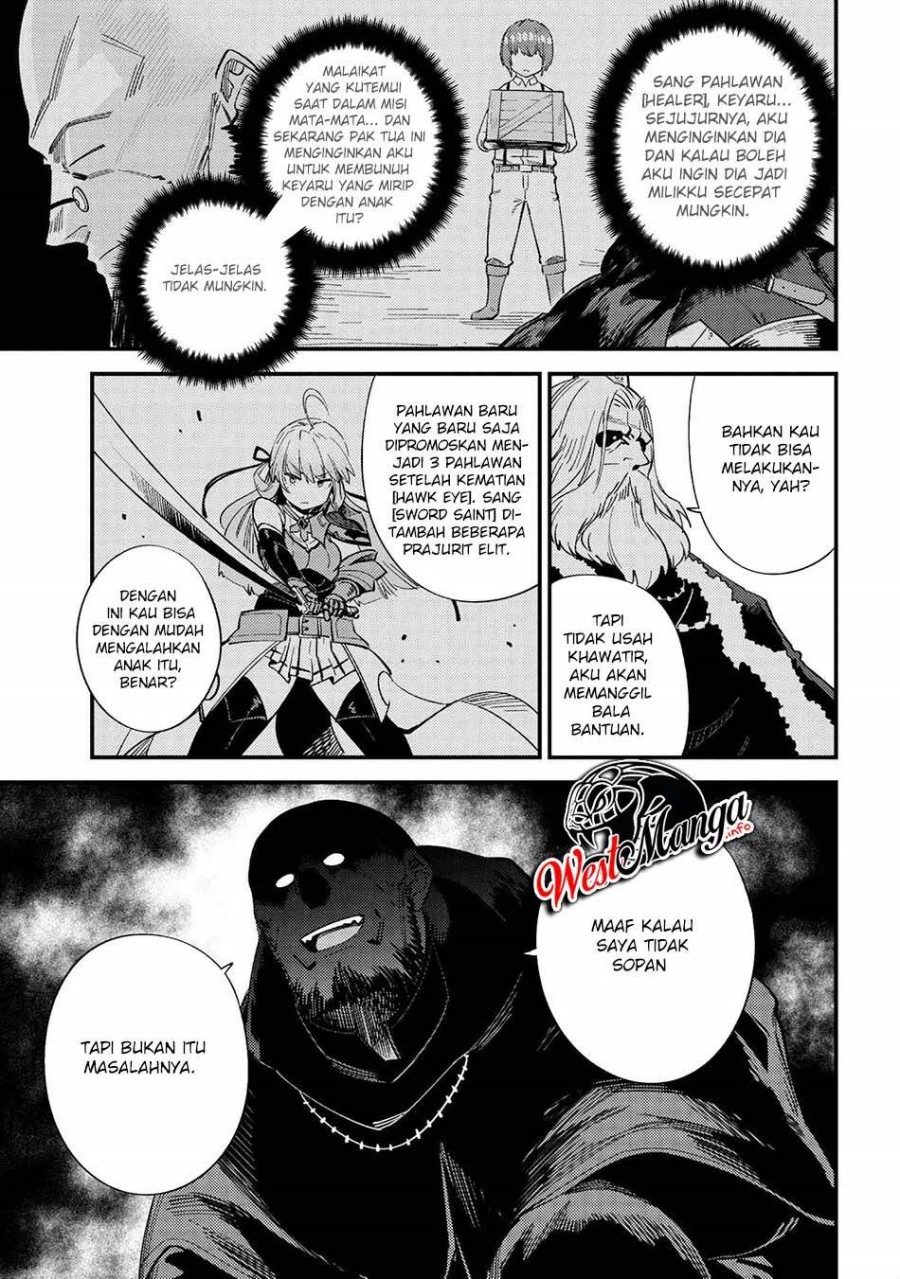 SANG PAHLAWAN
[HEALER], KEYARU...
SEJUJURNYA, AKU
MENGINGINKAN DIA
DAN KALAU BOLEH
AKU INGIN DIA JADI
MILIKKU SECEPAT
MUNGKIN.
MALAIKAT
YANG KUTEMUI
SAAT DALAM MISI
MATA-MATA... DAN
SEKARANG PAK TUA INI
MENGINGINKAN AKU
UNTUK MEMBUNUH
KEYARU YANG MIRIP
DENGAN ANAK
ITU?
JELAS-JELAS
TIDAK MUNGKIN.
BAHKAN KAU
TIDAK BISA
MELAKUKAN-
NYA, YAH?
TAPI
TIDAK USAH
KHAWATIR,
AKU AKAN
MEMANGGIL
BALA
BANTUAN.
PAHLAWAN BARU
YANG BARU SAJA
DIPROMOSKAN MEN-
JADI 3 PAHLAWAN
SETELAH KEMATIAN
[HAWK EYE]. SANG
[SWORD SAINT] DI-
TAMBAH BEBERAPA
PRAJURIT ELIT.
DENGAN
INI KAU BISA
DENGAN MUDAH
MENGALAHKAN
ANAK ITU,
BENAR?
WestManga
.info
MAAF KALAU
SAYA TIDAK
SOPAN
TAPI BUKAN ITU
MASALAHNYA.